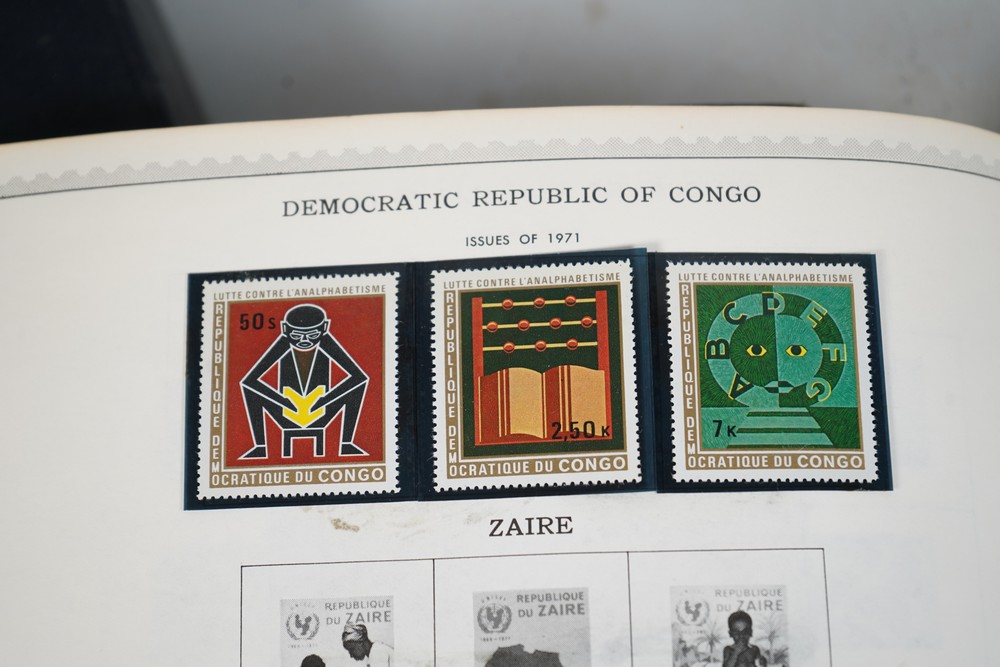 DEMOCRATIC REPUBLIC OF CONGO
ISSUES OF 1971
LUTTE CONTRE L'ANALPHABETISME
50s
REPUBLIQUE DEM
OCRATIQUE DU CONGO
LUTTE CONTRE L'ANALPHABETISME
2,50 K
REPUBLIQUE DEM
OCRATIQUE DU CONGO
LUTTE CONTRE L'ANALPHABETISME
ABCDEFG
7K
REPUBLIQUE DEM
OCRATIQUE DU CONGO
ZAIRE
REPUBLIQUE
DU ZAIRE
REPUBLIQUE
DU ZAIRE
REPUBLIQUE
DU ZAIRE